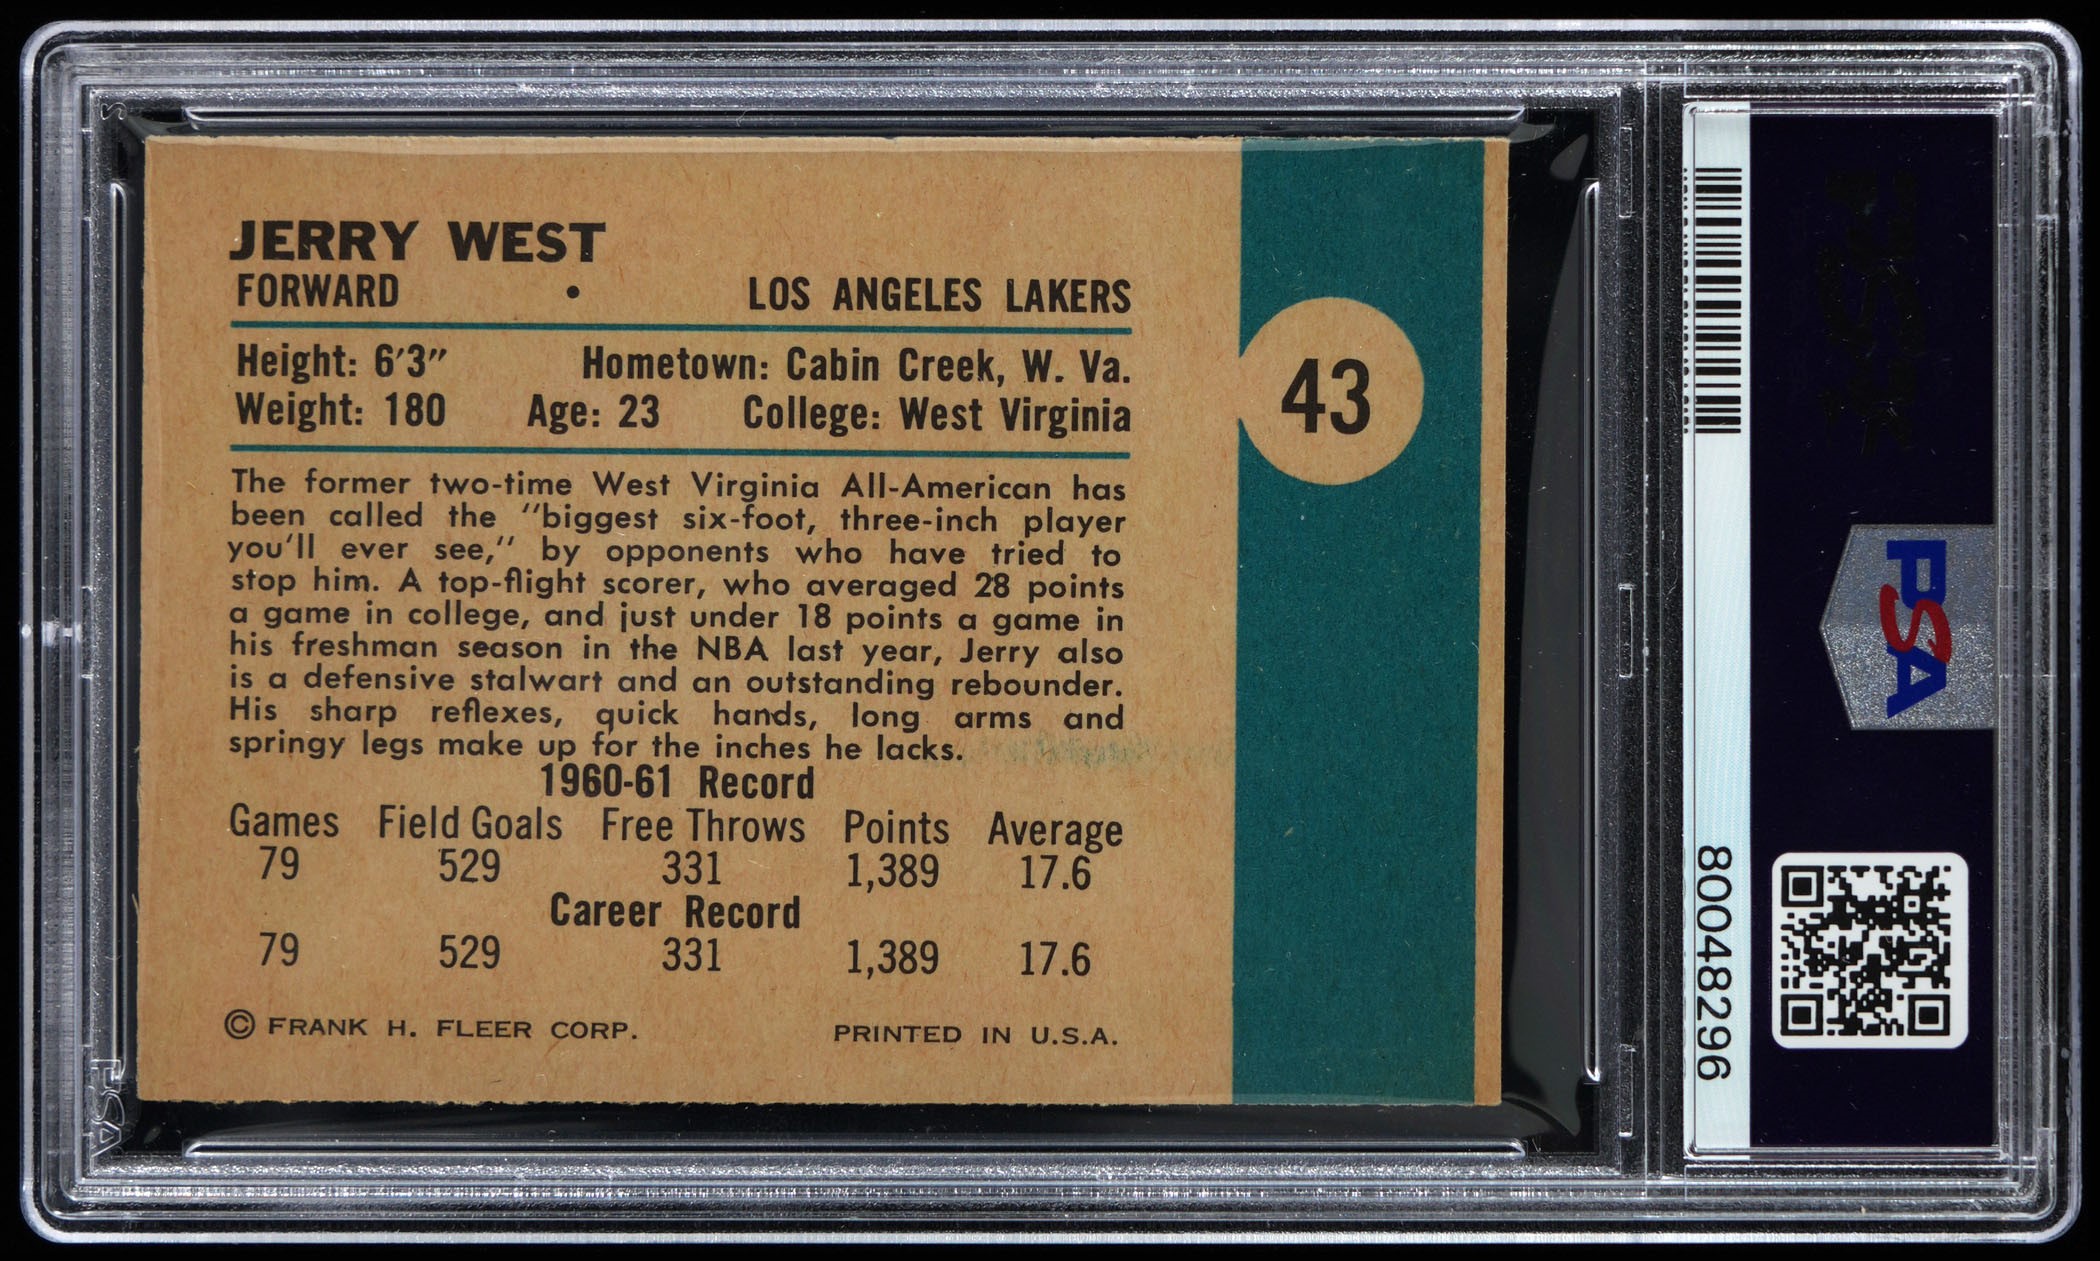 JERRY WEST
FORWARD • LOS ANGELES LAKERS
Height: 6'3" Hometown: Cabin Creek, W. Va.
Weight: 180 Age: 23 College: West Virginia
43
The former two-time West Virginia All-American has
been called the "biggest six-foot, three-inch player
you'll ever see," by opponents who have tried to
stop him. A top-flight scorer, who averaged 28 points
a game in college, and just under 18 points a game in
his freshman season in the NBA last year, Jerry also
is a defensive stalwart and an outstanding rebounder.
His sharp reflexes, quick hands, long arms and
springy legs make up for the inches he lacks.
1960-61 Record
Games Field Goals Free Throws Points Average
79 529 331 1,389 17.6
Career Record
79 529 331 1,389 17.6
© FRANK H. FLEER CORP. PRINTED IN U.S.A.
80048296
PSA
PSA